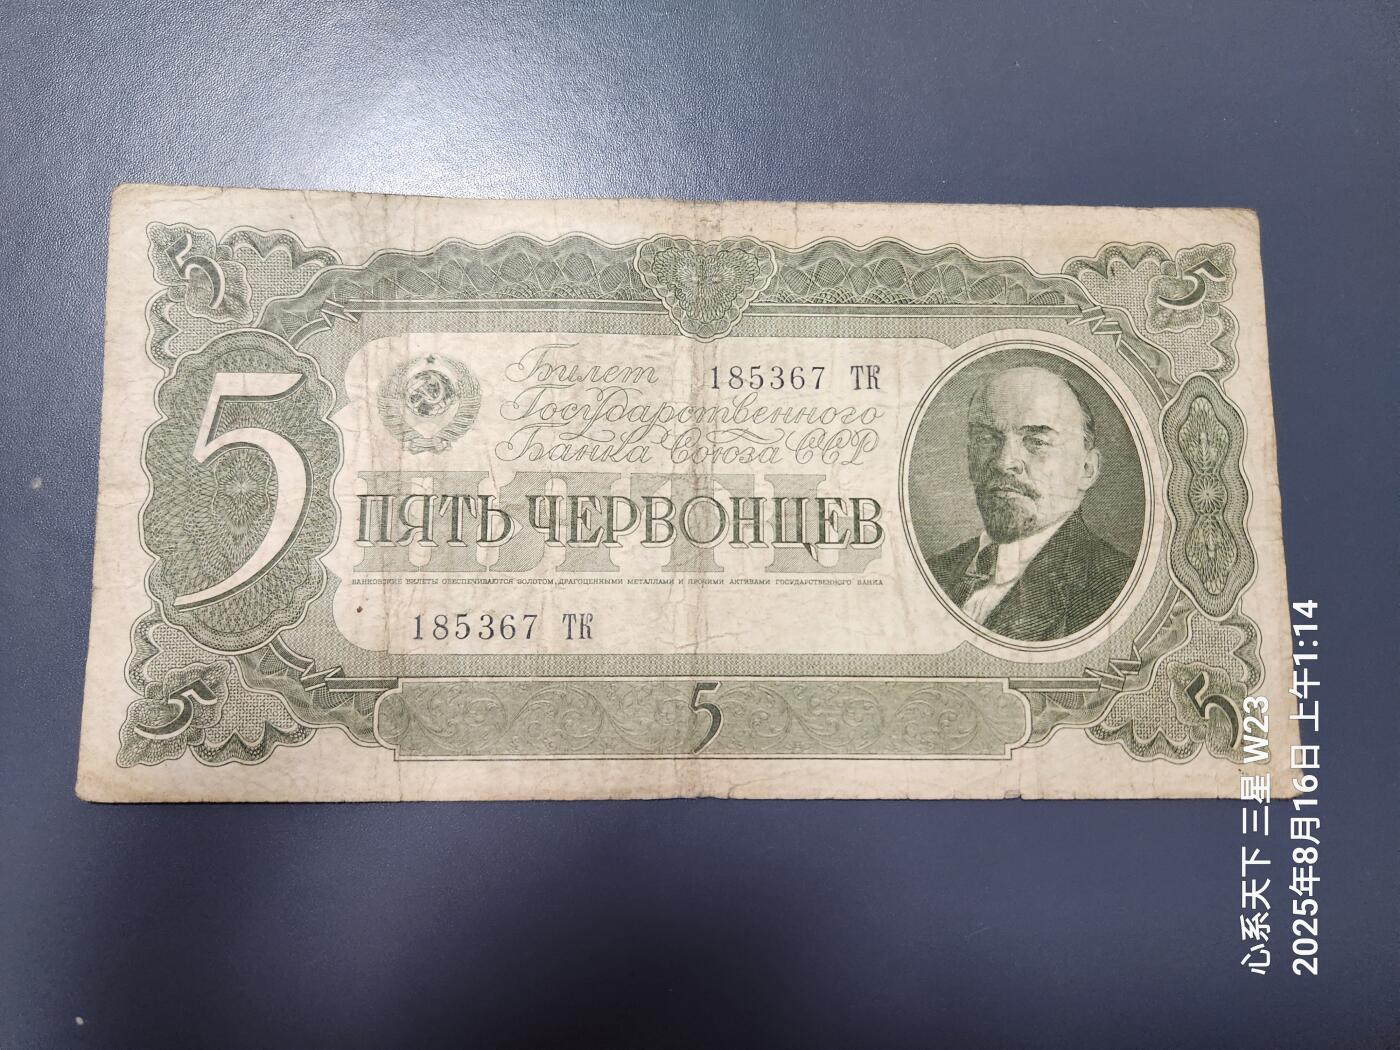 5
5
5
Билет
185367 ТК
Государственного
Банка Союза ССР
ПЯТЬ
ПЯТЬ ЧЕРВОНЦЕВ
БАНКОВСКИЕ БИЛЕТЫ ОБЕСПЕЧИВАЮТСЯ ЗОЛОТОМ, ДРАГОЦЕННЫМИ МЕТАЛЛАМИ И ПРОЧИМИ АКТИВАМИ ГОСУДАРСТВЕННОГО БАНКА
185367 ТК
5
5
5
心系天下 三星 W23
2025年8月16日 上午1:14